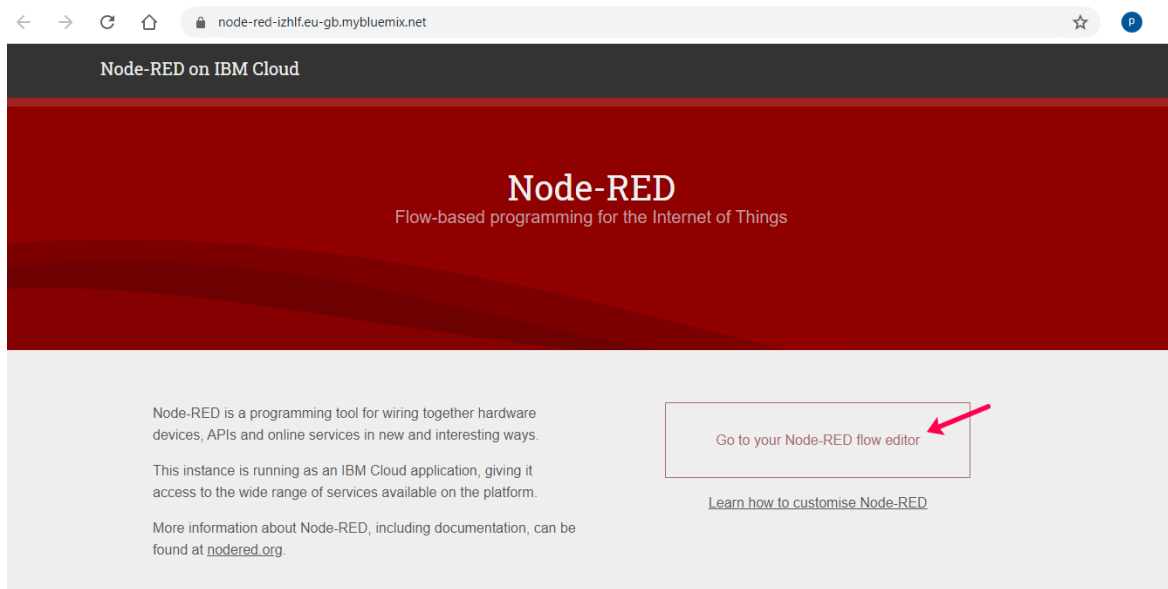 node-red-izhlf.eu-gb.mybluemix.net
p
Node-RED on IBM Cloud
Node-RED
Flow-based programming for the Internet of Things
Node-RED is a programming tool for wiring together hardware
devices, APIs and online services in new and interesting ways.
This instance is running as an IBM Cloud application, giving it
access to the wide range of services available on the platform.
More information about Node-RED, including documentation, can be
found at nodered.org.
Go to your Node-RED flow editor
Learn how to customise Node-RED